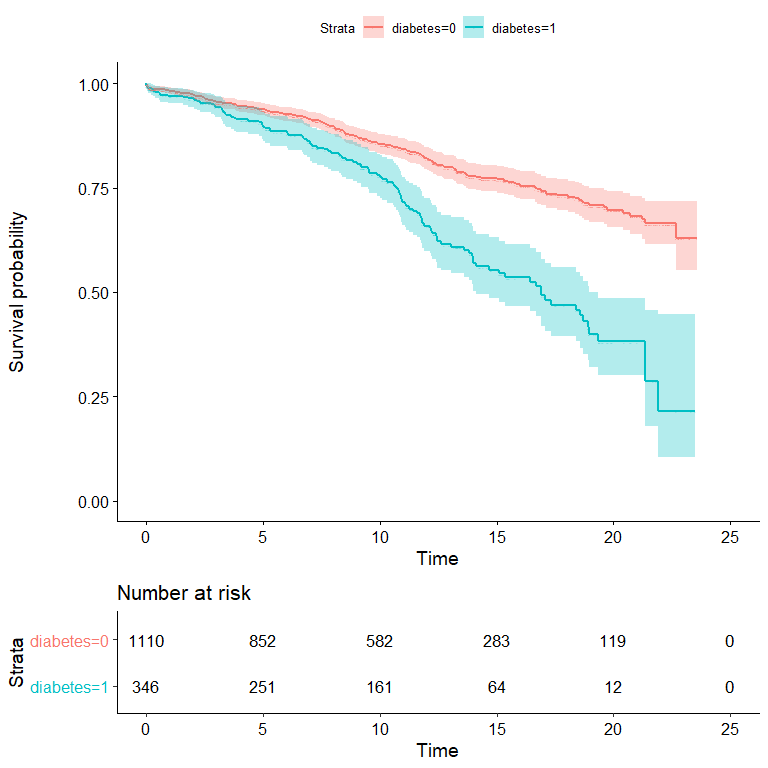 Strata diabetes=0 diabetes=1
1.00
0.75
0.50
0.25
0.00
Survival probability
0 5 10 15 20 25
Time
Number at risk
Strata
diabetes=0 1110 852 582 283 119 0
diabetes=1 346 251 161 64 12 0
0 5 10 15 20 25
Time